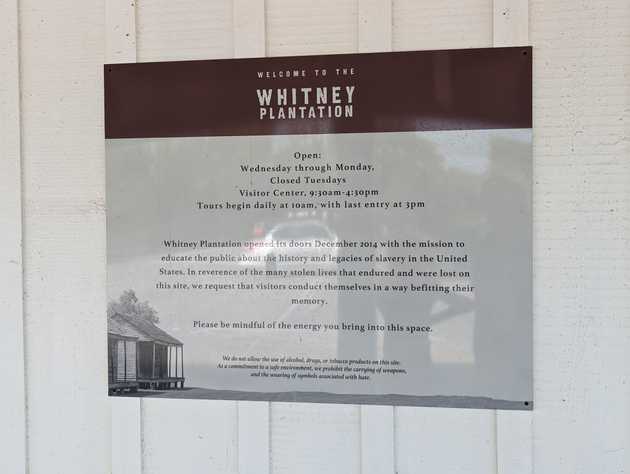 WELCOME TO THE
WHITNEY
PLANTATION
Open:
Wednesday through Monday,
Closed Tuesdays
Visitor Center, 9:30am-4:30pm
Tours begin daily at 10am, with last entry at 3pm
Whitney Plantation opened its doors December 2014 with the mission to
educate the public about the history and legacies of slavery in the United
States. In reverence of the many stolen lives that endured and were lost on
this site, we request that visitors conduct themselves in a way befitting their
memory.
Please be mindful of the energy you bring into this space.
We do not allow the use of alcohol, drugs, or tobacco products on this site.
As a commitment to a safe environment, we prohibit the carrying of weapons,
and the wearing of symbols associated with hate.